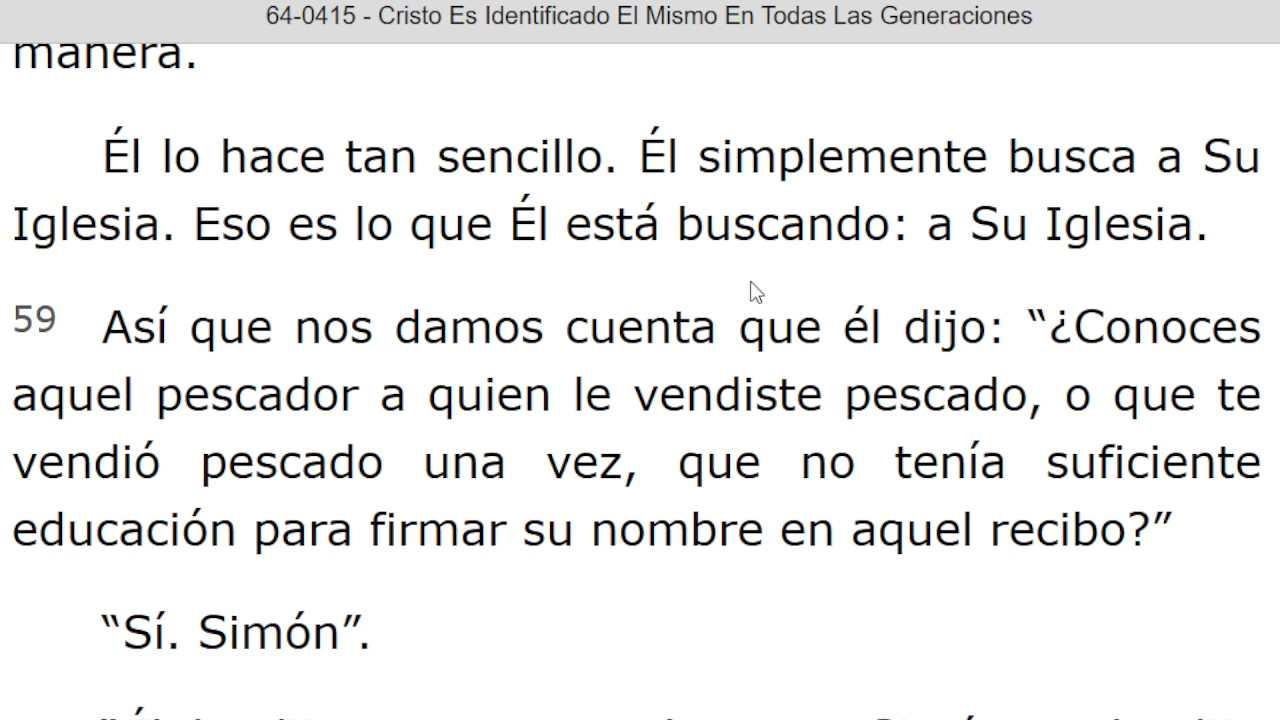 64-0415 - Cristo Es Identificado El Mismo En Todas Las Generaciones
manera.
Él lo hace tan sencillo. Él simplemente busca a Su
Iglesia. Eso es lo que Él está buscando: a Su Iglesia.
59 Así que nos damos cuenta que él dijo: “¿Conoces
aquel pescador a quien le vendiste pescado, o que te
vendió pescado una vez, que no tenía suficiente
educación para firmar su nombre en aquel recibo?”
“Sí. Simón”.